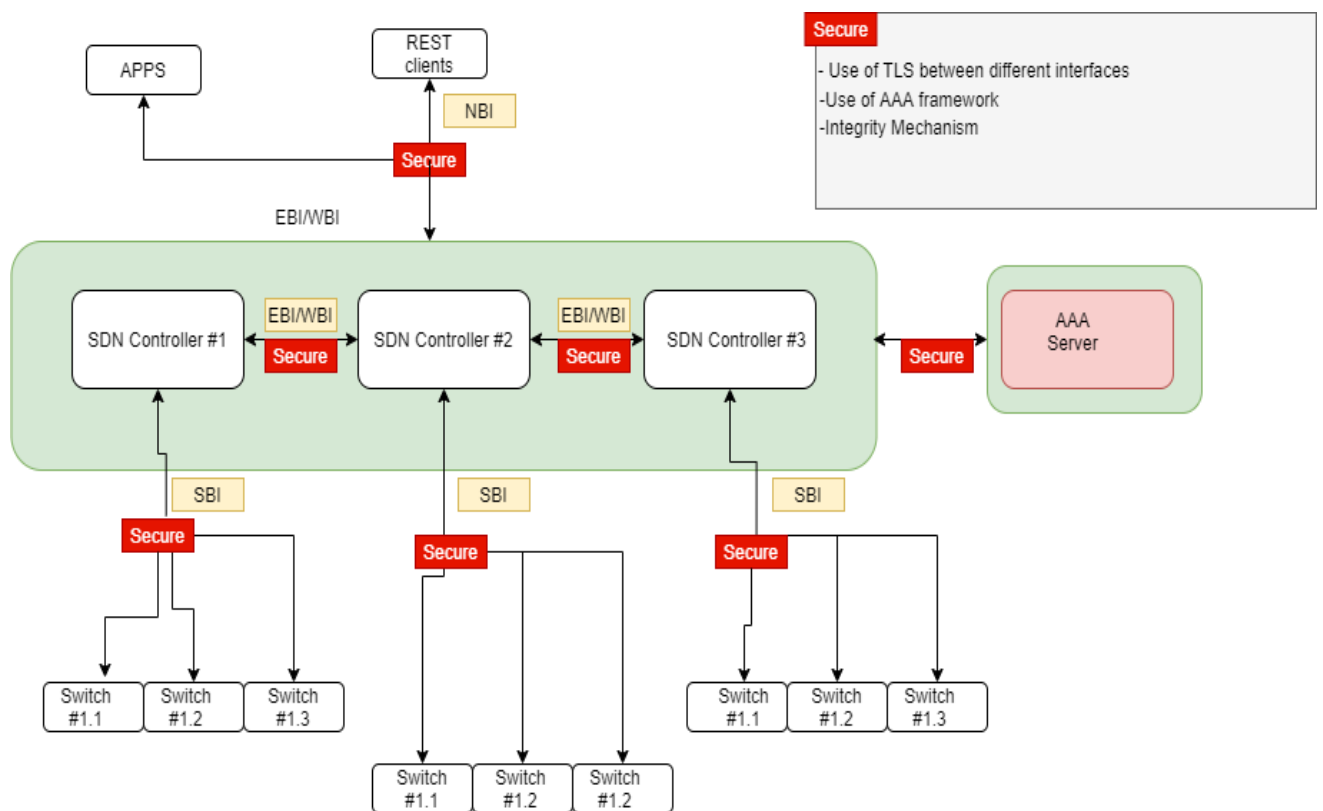 REST
clients
APPS
NBI
Secure
EBI/WBI
Secure
- Use of TLS between different interfaces
-Use of AAA framework
-Integrity Mechanism
SDN Controller #1
EBI/WBI
Secure
SDN Controller #2
EBI/WBI
Secure
SDN Controller #3
Secure
AAA
Server
SBI
SBI
SBI
Secure
Secure
Secure
Switch
#1.1
Switch
#1.2
Switch
#1.3
Switch
#1.1
Switch
#1.2
Switch
#1.2
Switch
#1.1
Switch
#1.2
Switch
#1.3